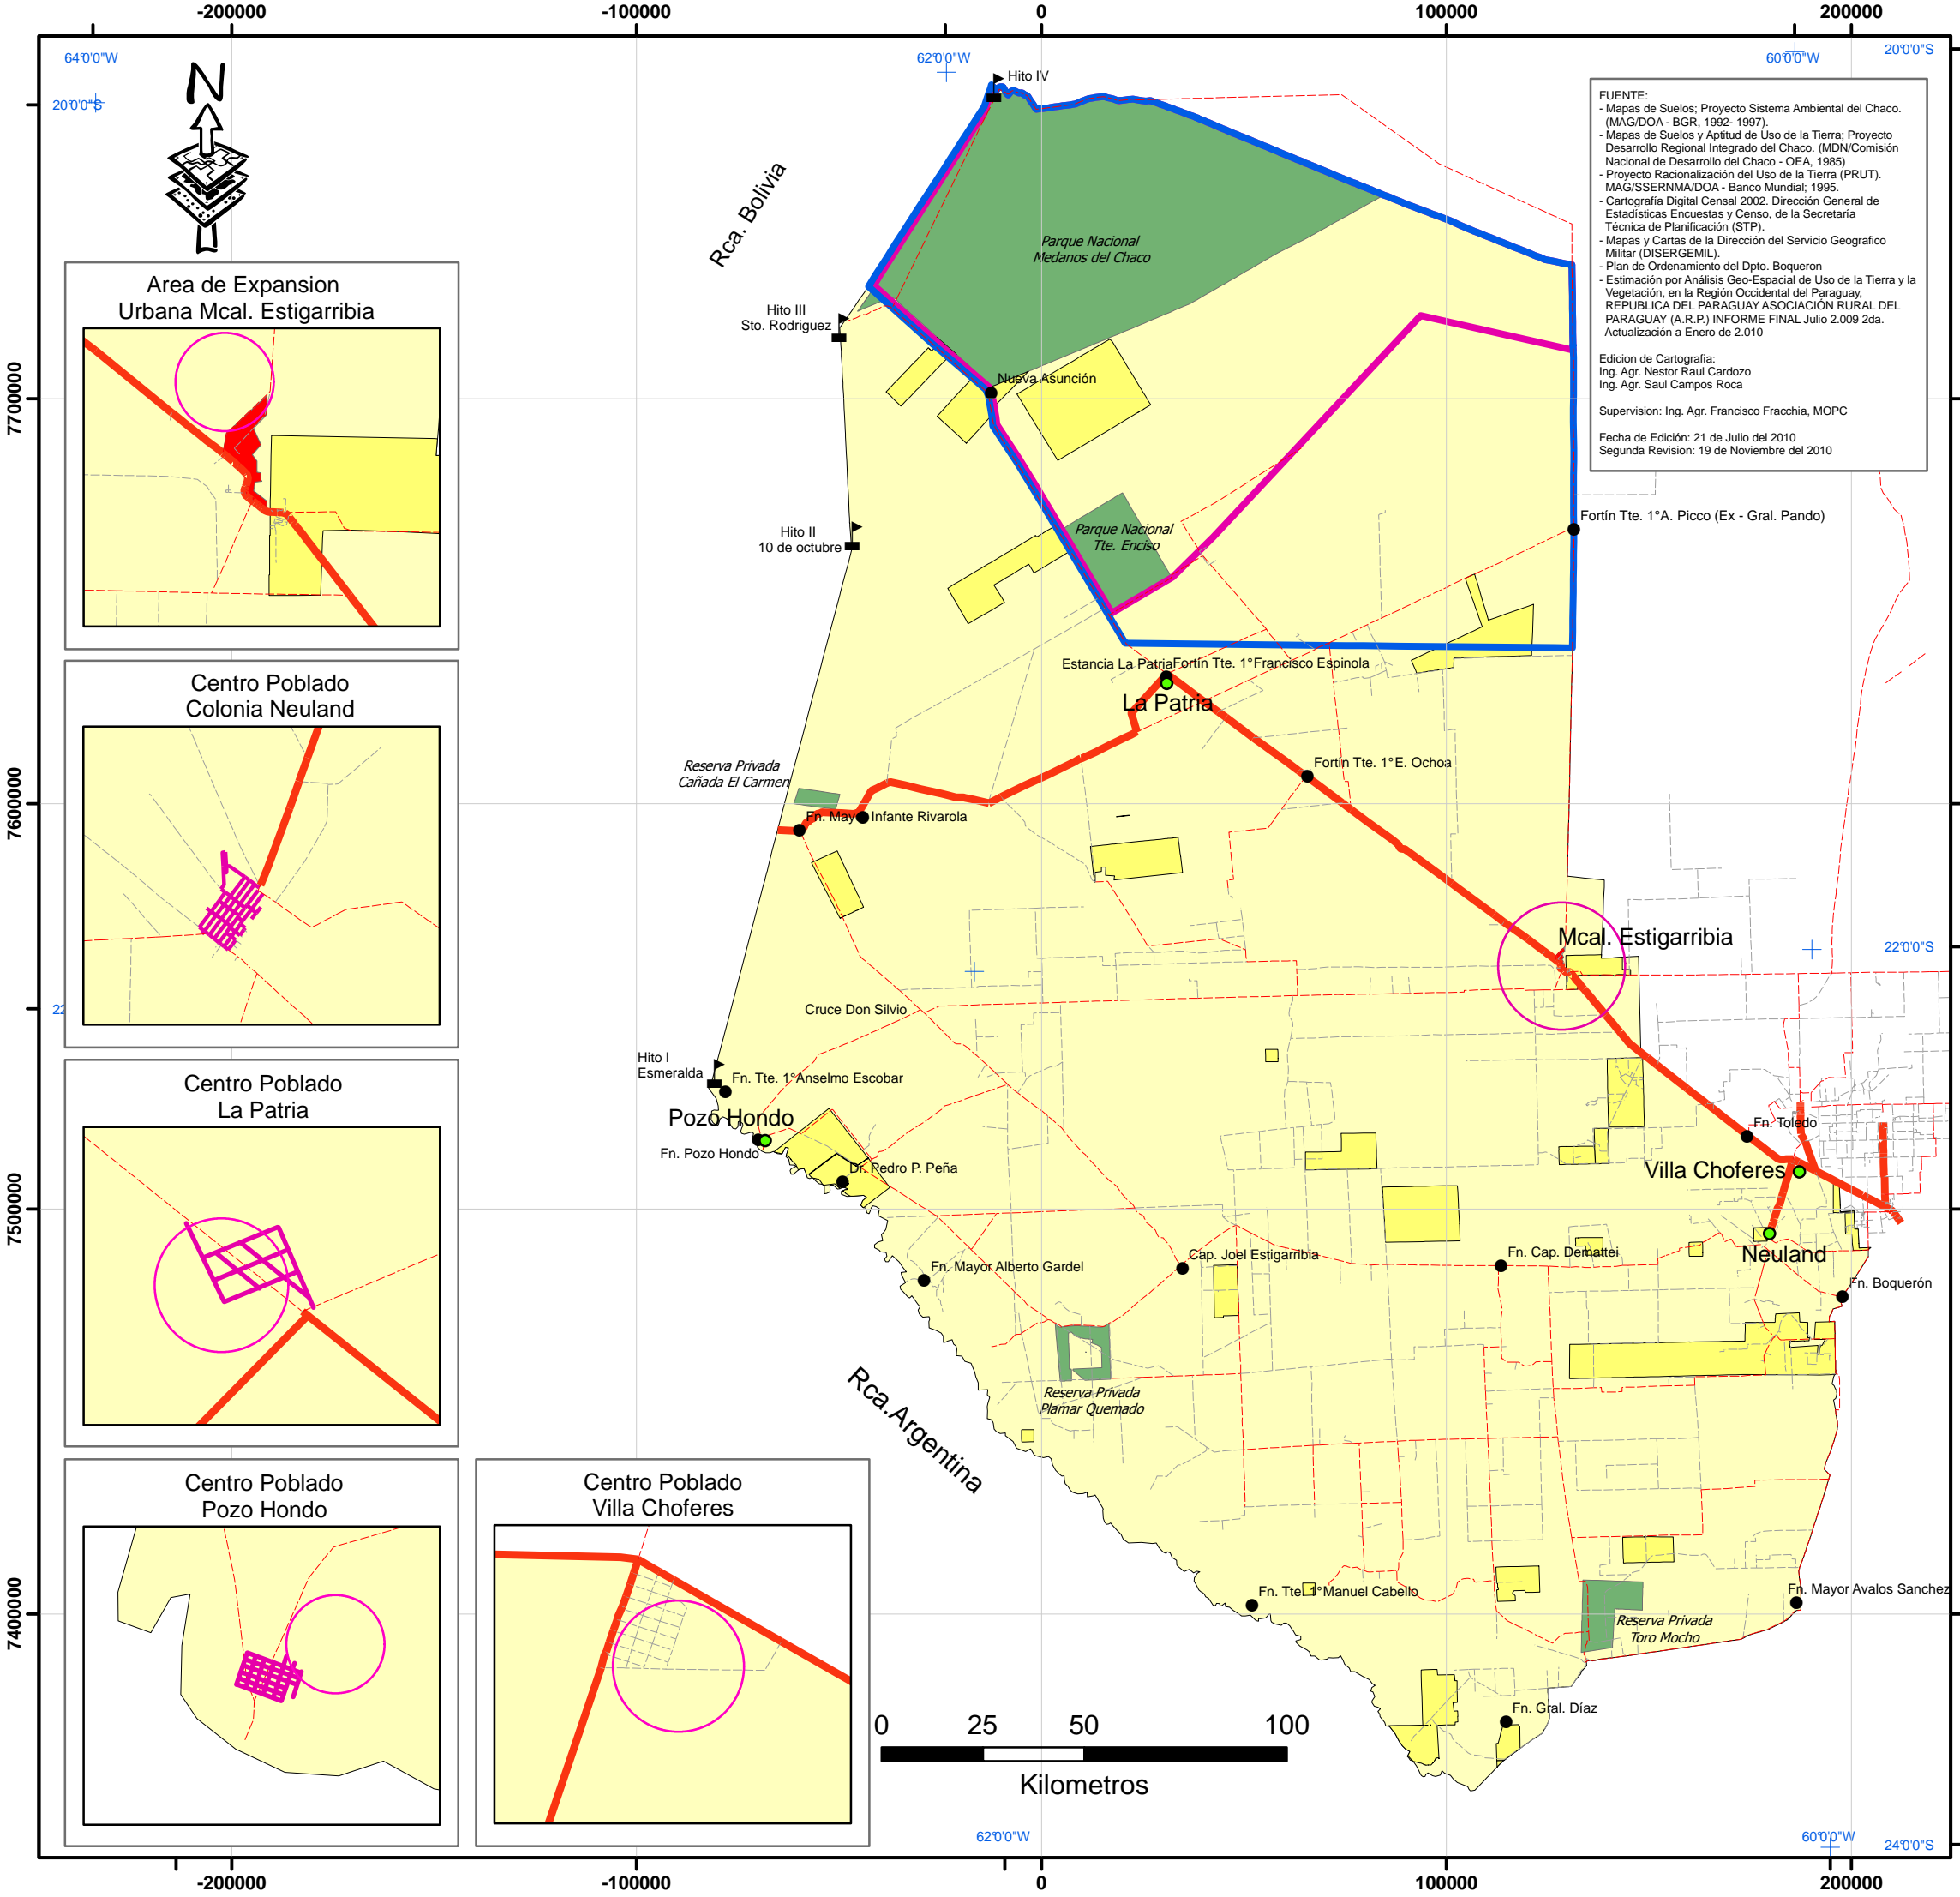 -200000
-100000
0
100000
200000
64°0'0"W
62°0'0"W
60°0'0"W
20°0'0"S
20°0'0"S
N
Hito IV
Rca. Bolivia
Parque Nacional
Medanos del Chaco
FUENTE:
- Mapas de Suelos; Proyecto Sistema Ambiental del Chaco.
(MAG/DOA - BGR, 1992- 1997).
- Mapas de Suelos y Aptitud de Uso de la Tierra; Proyecto
Desarrollo Regional Integrado del Chaco. (MDN/Comisión
Nacional de Desarrollo del Chaco - OEA, 1985)
- Proyecto Racionalización del Uso de la Tierra (PRUT).
MAG/SSERNMA/DOA - Banco Mundial; 1995.
- Cartografía Digital Censal 2002. Dirección General de
Estadísticas Encuestas y Censo, de la Secretaría
Técnica de Planificación (STP).
- Mapas y Cartas de la Dirección del Servicio Geografico
Militar (DISERGEMIL).
- Plan de Ordenamiento del Dpto. Boqueron
- Estimación por Análisis Geo-Espacial de Uso de la Tierra y la
Vegetación, en la Región Occidental del Paraguay,
REPUBLICA DEL PARAGUAY ASOCIACIÓN RURAL DEL
PARAGUAY (A.R.P.) INFORME FINAL Julio 2.009 2da.
Actualización a Enero de 2.010
Edicion de Cartografia:
Ing. Agr. Nestor Raul Cardozo
Ing. Agr. Saul Campos Roca
Supervision: Ing. Agr. Francisco Fracchia, MOPC
Fecha de Edición: 21 de Julio del 2010
Segunda Revision: 19 de Noviembre del 2010
Area de Expansion
Urbana Mcal. Estigarribia
Hito III
Sto. Rodriguez
Nueva Asunción
7700000
Hito II
10 de octubre
Parque Nacional
Tte. Enciso
Fortín Tte. 1°A. Picco (Ex - Gral. Pando)
Centro Poblado
Colonia Neuland
Estancia La Patria
Fortín Tte. 1°Francisco Espinola
La Patria
Reserva Privada
Cañada El Carmen
Fortín Tte. 1°E. Ochoa
7600000
Fn. May
Infante Rivarola
Mcal. Estigarribia
22°0'0"S
22
Cruce Don Silvio
Centro Poblado
La Patria
Hito I
Esmeralda
Fn. Tte. 1°Anselmo Escobar
Pozo Hondo
Fn. Pozo Hondo
Dr. Pedro P. Peña
Fn. Toledo
Villa Choferes
7500000
Neuland
Cap. Joel Estigarribia
Fn. Cap. Demattei
Fn. Mayor Alberto Gardel
Fn. Boquerón
Rca. Argentina
Reserva Privada
Plamar Quemado
Centro Poblado
Pozo Hondo
Centro Poblado
Villa Choferes
7400000
Fn. Tte. 1°Manuel Cabello
Fn. Mayor Avalos Sanchez
Reserva Privada
Toro Mocho
Fn. Gral. Díaz
0
25
50
100
Kilometros
62°0'0"W
60°0'0"W
24°0'0"S
-200000
-100000
0
100000
200000